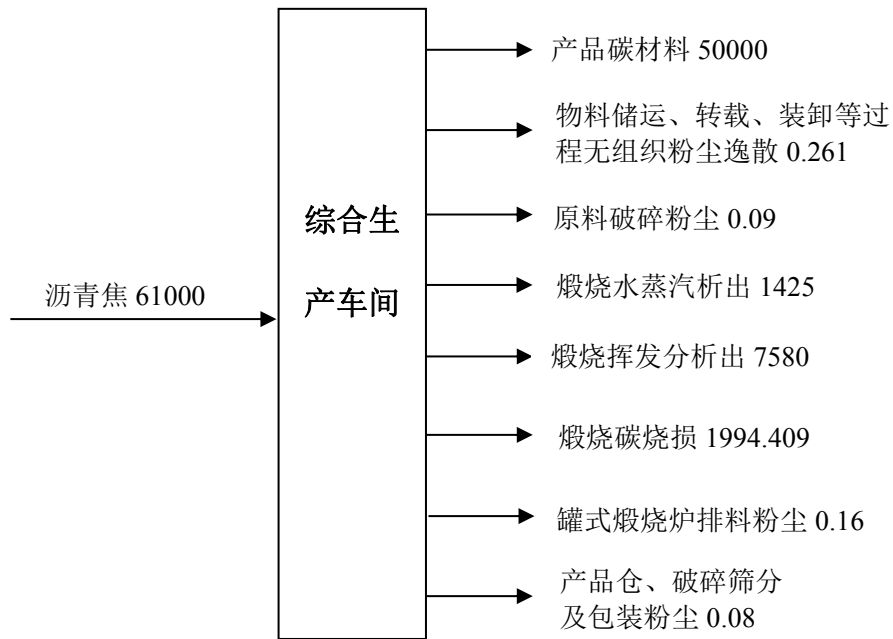 产品碳材料 50000
物料储运、转载、装卸等过
程无组织粉尘逸散 0.261
综合生
产车间
原料破碎粉尘 0.09
沥青焦 61000
煅烧水蒸汽析出 1425
煅烧挥发分析出 7580
煅烧碳烧损 1994.409
罐式煅烧炉排料粉尘 0.16
产品仓、破碎筛分
及包装粉尘 0.08